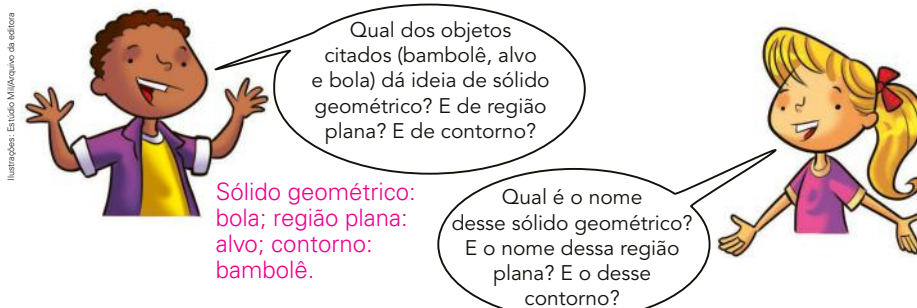 Ilustrações: Estúdio Mil/Arquivo da editora
Qual dos objetos
citados (bambolê, alvo
e bola) dá ideia de sólido
geométrico? E de região
plana? E de contorno?
Sólido geométrico:
bola; região plana:
alvo; contorno:
bambolê.
Qual é o nome
desse sólido geométrico?
E o nome dessa região
plana? E o desse
contorno?